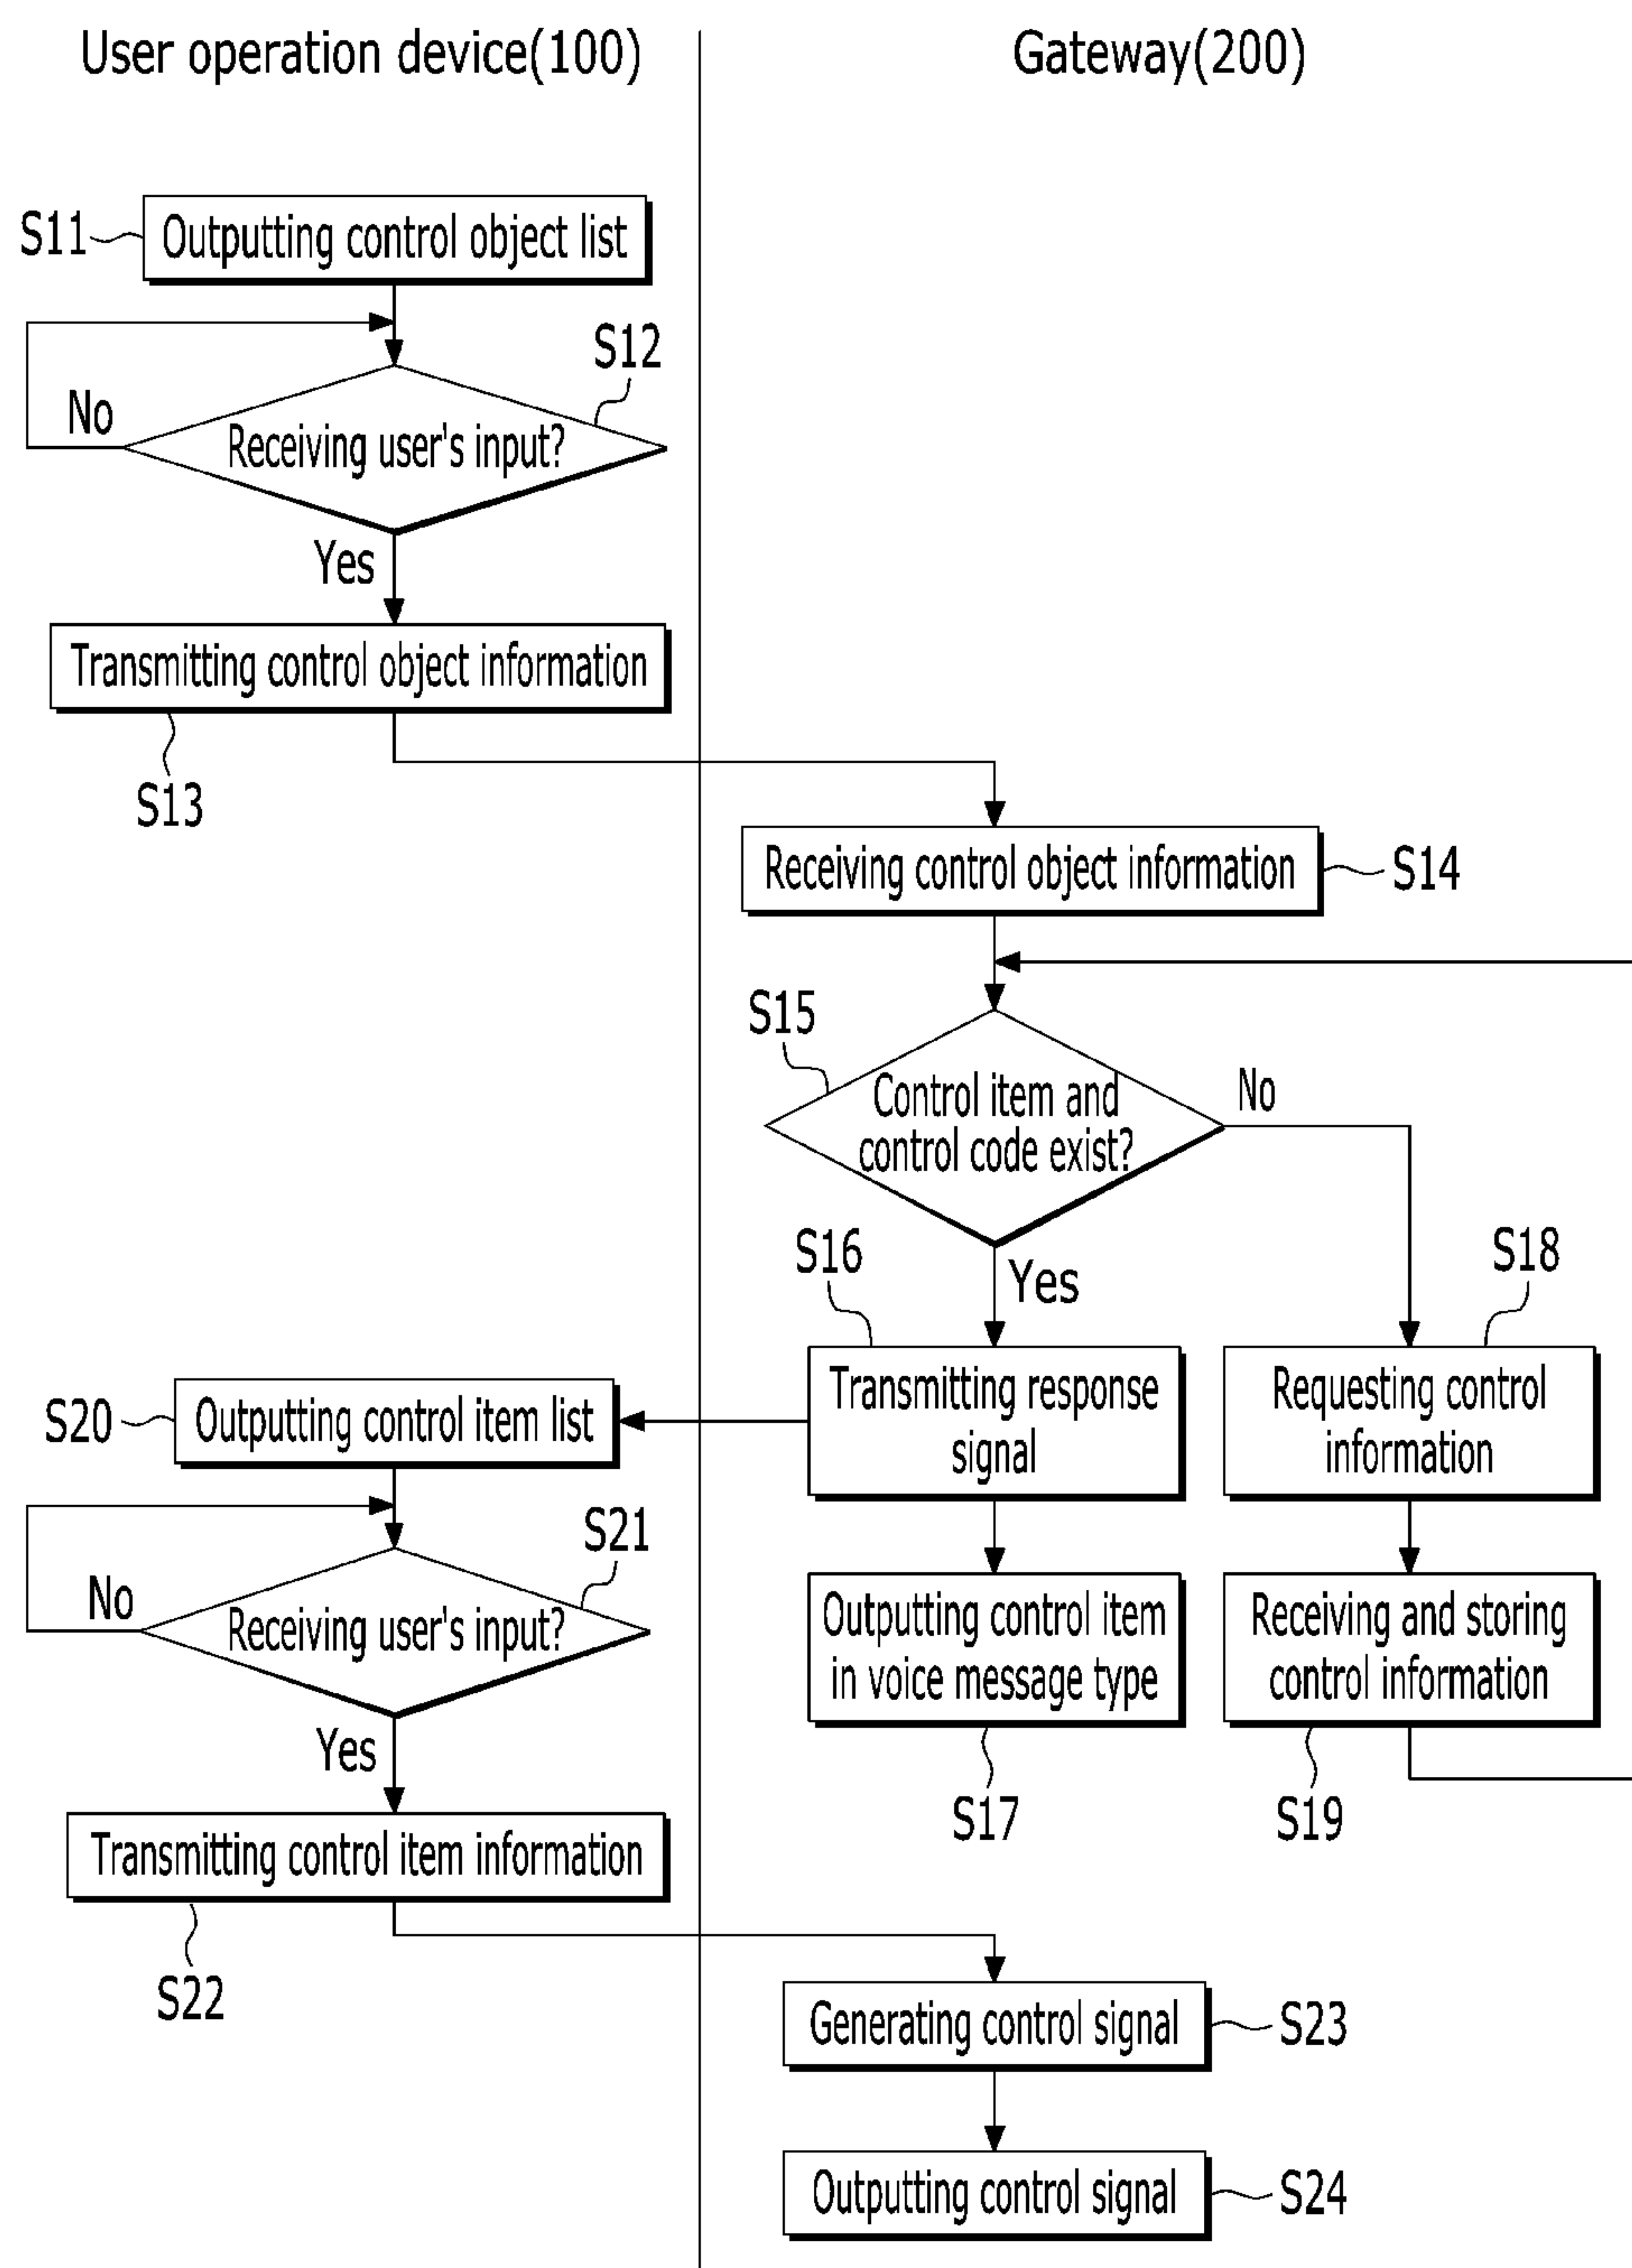 User operation device(100)
Gateway(200)
S11
Outputting control object list
S12
No
Receiving user's input?
Yes
Transmitting control object information
S13
Receiving control object information
S14
S15
Control item and
control code exist?
No
Yes
S16
Transmitting response
signal
S18
Requesting control
information
S20
Outputting control item list
S21
No
Receiving user's input?
Yes
Outputting control item
in voice message type
S17
Receiving and storing
control information
S19
Transmitting control item information
S22
Generating control signal
S23
Outputting control signal
S24